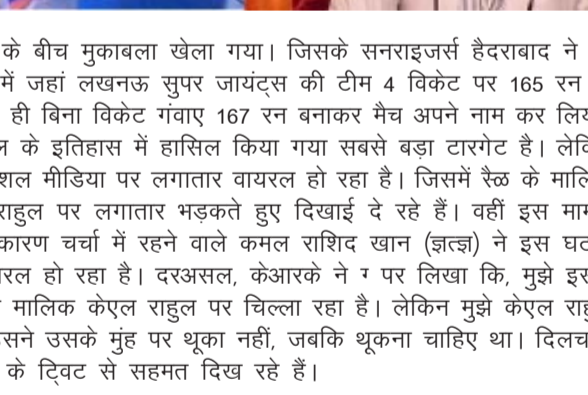 के बीच मुकाबला खेला गया। जिसके सनराइजर्स हैदराबाद ने
में जहां लखनऊ सुपर जायंट्स की टीम 4 विकेट पर 165 रन
ही बिना विकेट गंवाए 167 रन बनाकर मैच अपने नाम कर लिय
के इतिहास में हासिल किया गया सबसे बड़ा टारगेट है। लेकि
शल मीडिया पर लगातार वायरल हो रहा है। जिसमें स्ळ के मालि
राहुल पर लगातार भड़कते हुए दिखाई दे रहे हैं। वहीं इस माम
कारण चर्चा में रहने वाले कमल राशिद खान (ज्ञत्ज्ञ) ने इस घट
रल हो रहा है। दरअसल, केआरके ने ग पर लिखा कि, मुझे इस
मालिक केएल राहुल पर चिल्ला रहा है। लेकिन मुझे केएल राहु
सने उसके मुंह पर थूका नहीं, जबकि थूकना चाहिए था। दिलच
के ट्विट से सहमत दिख रहे हैं।